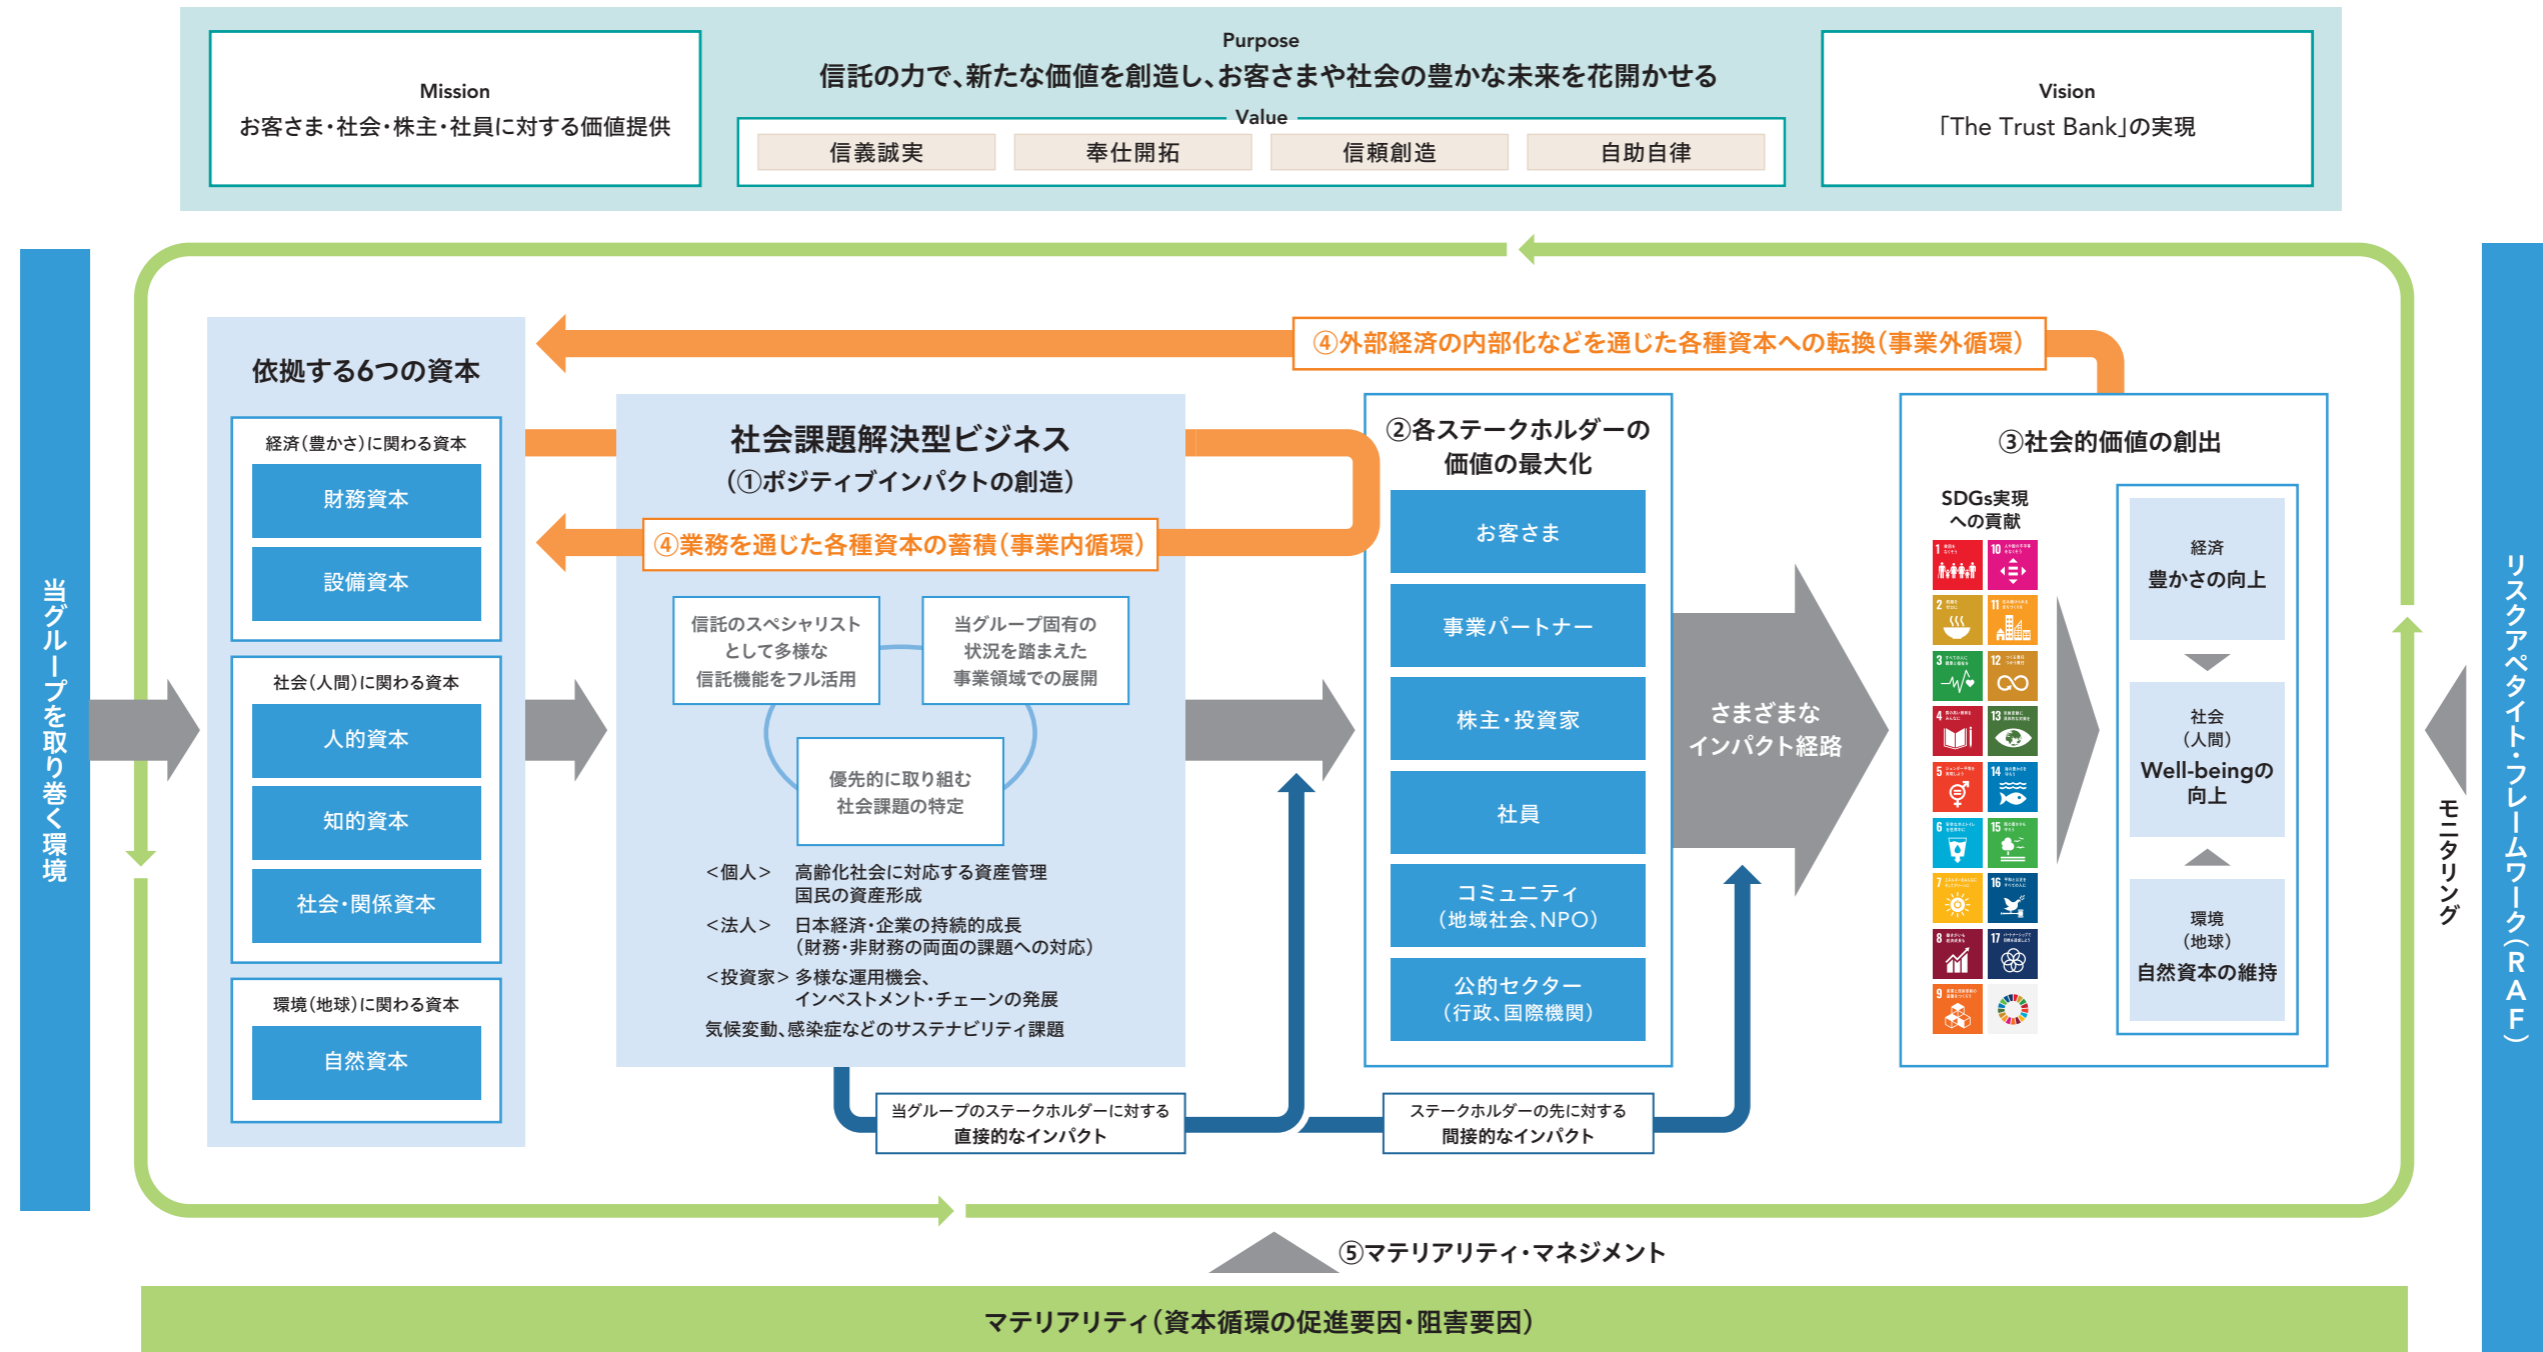 Purpose
信託の力で、新たな価値を創造し、お客さまや社会の豊かな未来を花開かせる
Mission
お客さま・社会・株主・社員に対する価値提供
Value
信義誠実
奉仕開拓
信頼創造
自助自律
Vision
「The Trust Bank」の実現
当グループを取り巻く環境
依拠する6つの資本
経済(豊かさ)に関わる資本
財務資本
設備資本
社会(人間)に関わる資本
人的資本
知的資本
社会・関係資本
環境(地球)に関わる資本
自然資本
④外部経済の内部化などを通じた各種資本への転換(事業外循環)
社会課題解決型ビジネス
(①ポジティブインパクトの創造)
④業務を通じた各種資本の蓄積(事業内循環)
信託のスペシャリスト
として多様な
信託機能をフル活用
当グループ固有の
状況を踏まえた
事業領域での展開
優先的に取り組む
社会課題の特定
<個人> 高齢化社会に対応する資産管理
国民の資産形成
<法人> 日本経済・企業の持続的成長
(財務・非財務の両面の課題への対応)
<投資家> 多様な運用機会、
インベストメント・チェーンの発展
気候変動、感染症などのサステナビリティ課題
当グループのステークホルダーに対する
直接的なインパクト
ステークホルダーの先に対する
間接的なインパクト
②各ステークホルダーの
価値の最大化
お客さま
事業パートナー
株主・投資家
社員
コミュニティ
(地域社会、NPO)
公的セクター
(行政、国際機関)
さまざまな
インパクト経路
③社会的価値の創出
SDGs実現
への貢献
1
10
2
11
3
12
4
13
5
14
6
15
7
16
8
17
9
経済
豊かさの向上
社会
(人間)
Well-beingの
向上
環境
(地球)
自然資本の維持
モニタリング
リスクアペタイト・フレームワーク(RAF)
⑤マテリアリティ・マネジメント
マテリアリティ(資本循環の促進要因・阻害要因)